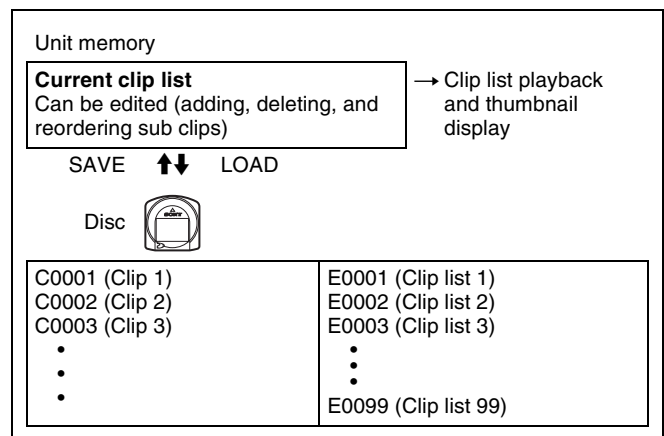 Unit memory
Current clip list
Can be edited (adding, deleting, and
reordering sub clips)
→ Clip list playback
and thumbnail
display
SAVE ⬆⬇ LOAD
Disc
SONY
C0001 (Clip 1)
C0002 (Clip 2)
C0003 (Clip 3)
•
•
•
E0001 (Clip list 1)
E0002 (Clip list 2)
E0003 (Clip list 3)
•
•
•
E0099 (Clip list 99)